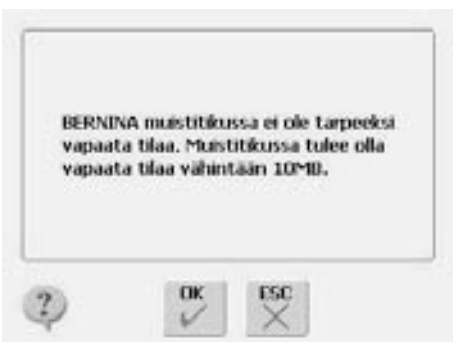 BERNINA muistitikussa ei ole tarpeeksi
vapaata tilaa. Muistitikussa tulee olla
vapaata tilaa vähintään 10MB.
?
OK
ESC